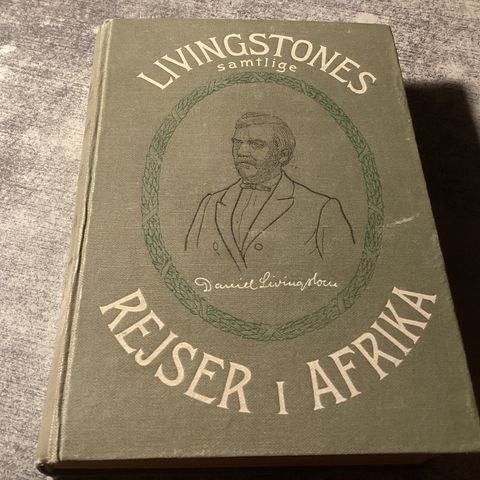 LIVINGSTONES
samtlige
Daniel Livingstone
REJSER I AFRIKA